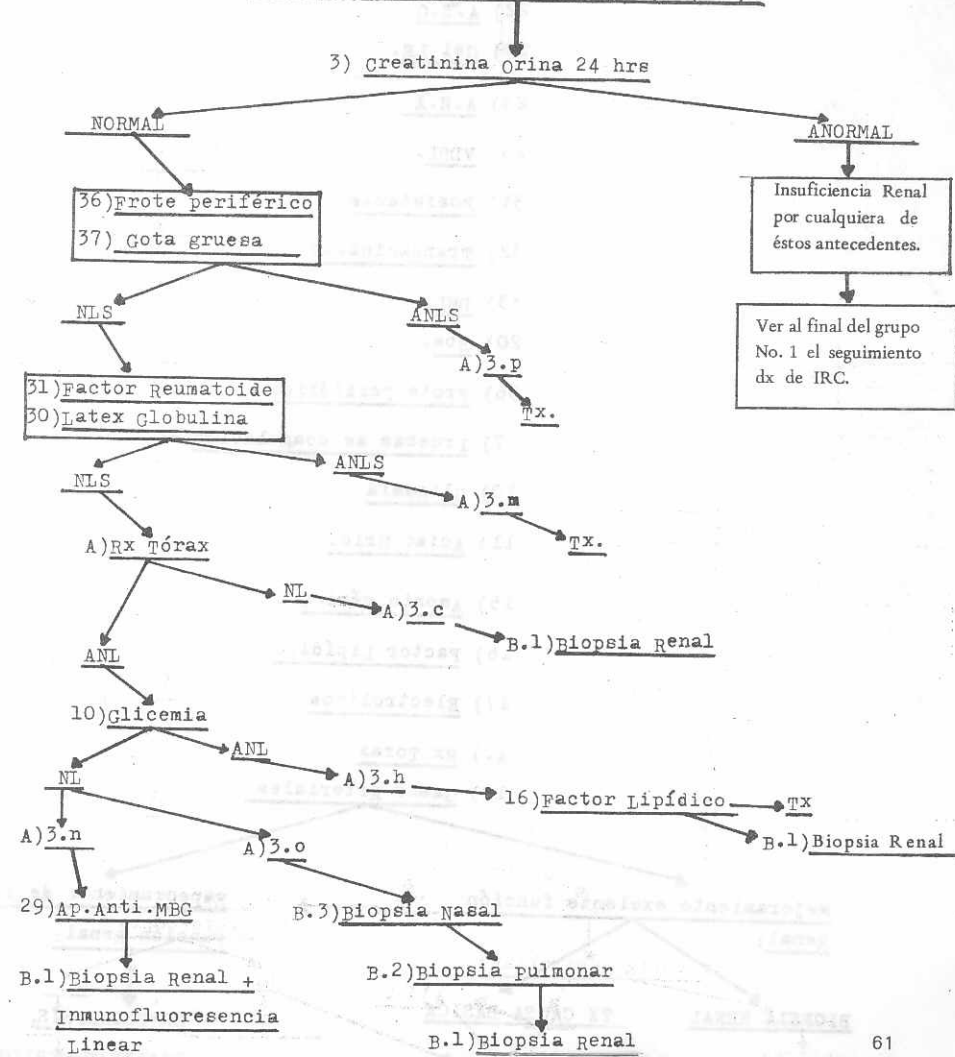 3) Creatinina Orina 24 hrs
NORMAL
ANORMAL
36)Frote periférico
37) Gota gruesa
Insuficiencia Renal
por cualquiera de
éstos antecedentes.
NLS
ANLS
A)3.p
Tx.
Ver al final del grupo
No. 1 el seguimiento
dx de IRC.
31)Factor Reumatoide
30)Latex Globulina
NLS
ANLS
A)3.m
Tx.
A)Rx Tórax
NL
A)3.c
B.1)Biopsia Renal
ANL
10)Glicemia
ANL
A)3.h
16)Factor Lipídico
TX
B.1)Biopsia Renal
NL
A)3.n
A)3.o
29)Ap.Anti.MBG
B.3)Biopsia Nasal
B.1)Biopsia Renal +
Inmunofluoresencia
Linear
B.2)Biopsia pulmonar
B.1)Biopsia Renal
61